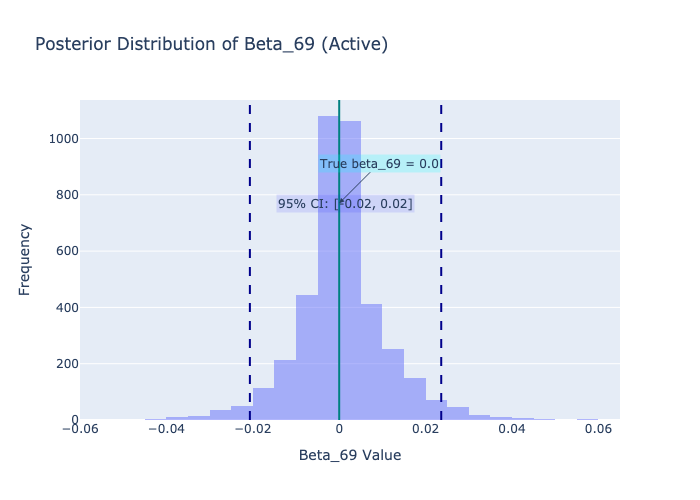 Posterior Distribution of Beta_69 (Active)
1000
800
600
400
200
0
True beta_69 = 0.0
95% CI: [-0.02, 0.02]
−0.06
−0.04
−0.02
0
0.02
0.04
0.06
Beta_69 Value
Frequency